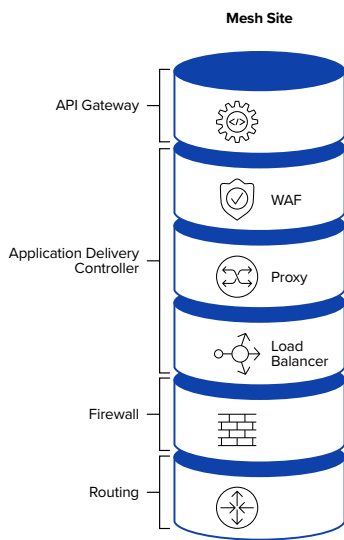 Mesh Site
API Gateway
</>
WAF
Application Delivery
Controller
Proxy
Load
Balancer
Firewall
Routing